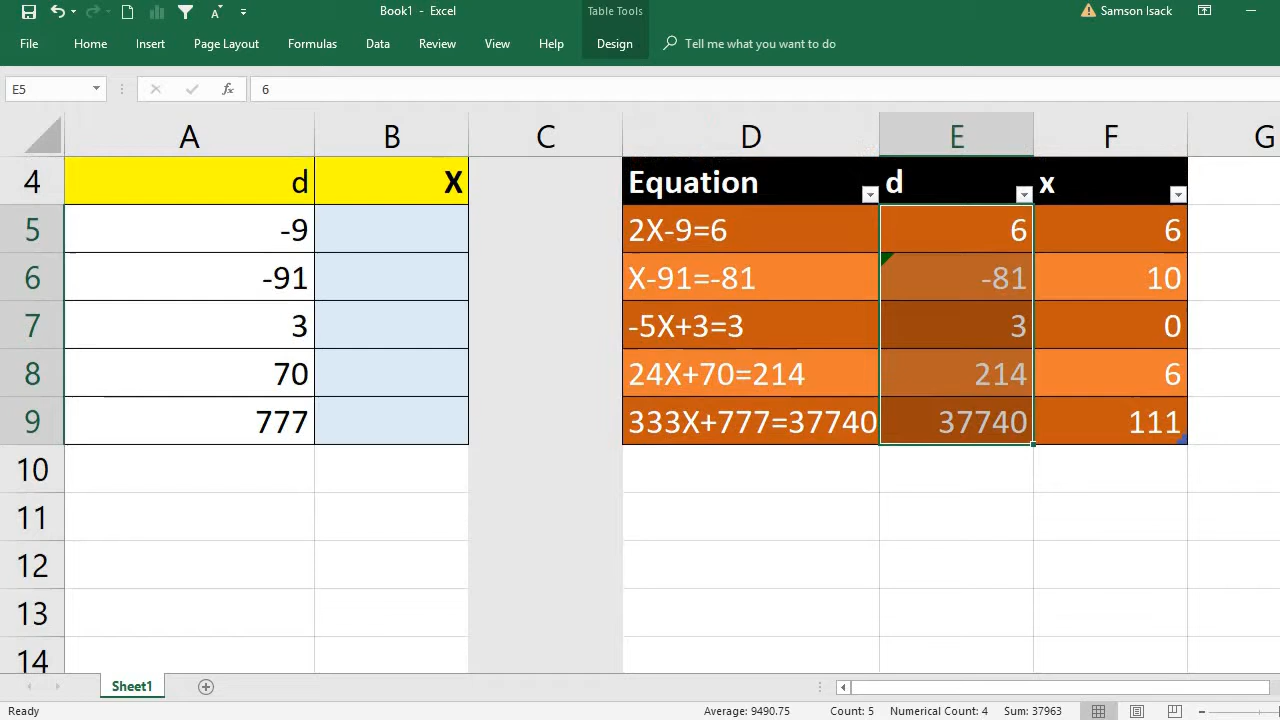 Book1 - Excel
Table Tools
Samson Isack
File Home Insert Page Layout Formulas Data Review View Help Design Tell me what you want to do
E5 fx 6
A B C D E F G
4 d X Equation d x
5 -9 2X-9=6 6 6
6 -91 X-91=-81 -81 10
7 3 -5X+3=3 3 0
8 70 24X+70=214 214 6
9 777 333X+777=37740 37740 111
10
11
12
13
14
Sheet1
Ready Average: 9490.75 Count: 5 Numerical Count: 4 Sum: 37963